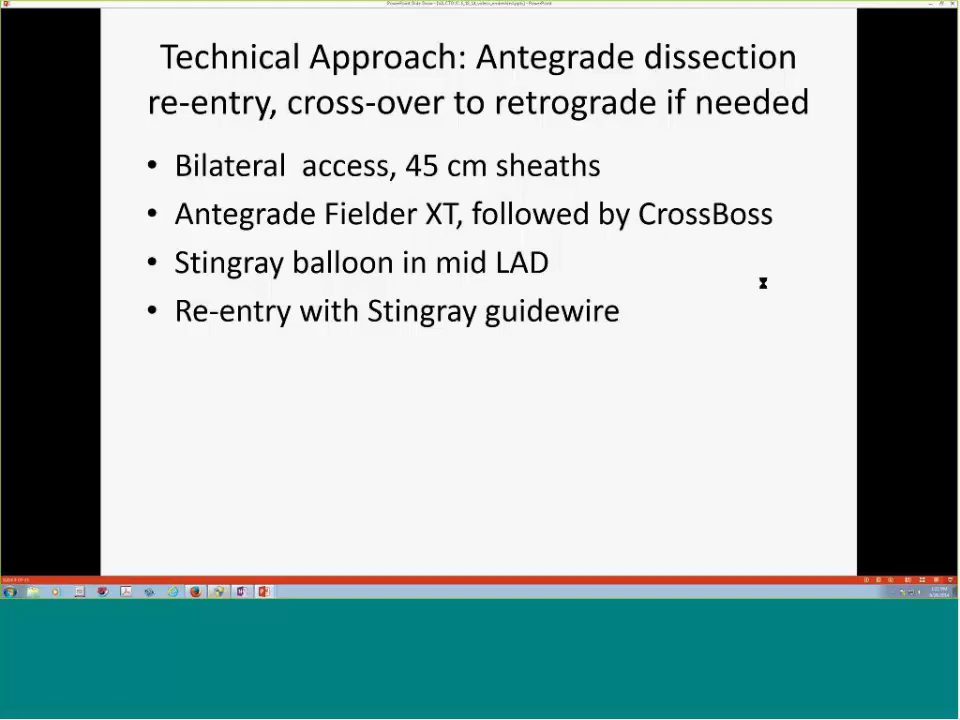 Technical Approach: Antegrade dissection
re-entry, cross-over to retrograde if needed
• Bilateral  access, 45 cm sheaths
• Antegrade Fielder XT, followed by CrossBoss
• Stingray balloon in mid LAD
• Re-entry with Stingray guidewire